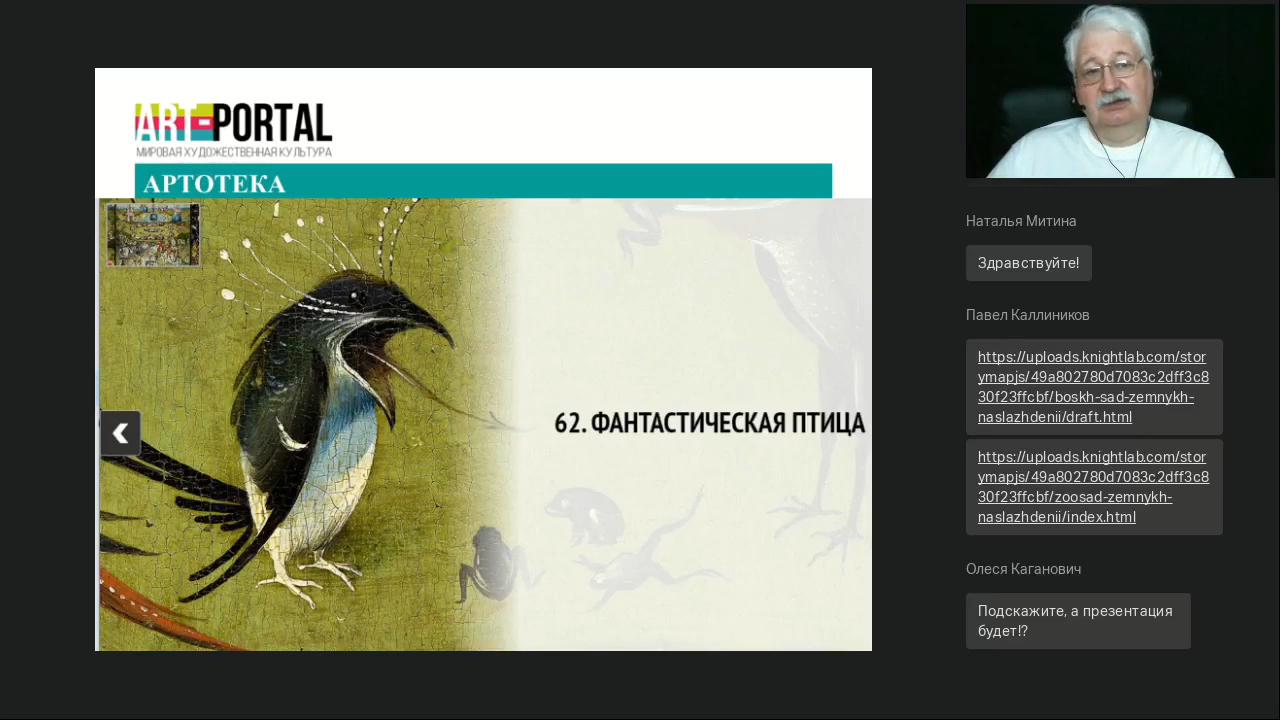 ART-PORTAL
МИРОВАЯ ХУДОЖЕСТВЕННАЯ КУЛЬТУРА
АРТОТЕКА
62. ФАНТАСТИЧЕСКАЯ ПТИЦА
Наталья Митина
Здравствуйте!
Павел Каллиников
https://uploads.knightlab.com/stor
ymapjs/49a802780d7083c2dff3c8
30f23ffcbf/boskh-sad-zemnykh-
naslazhdenii/draft.html
https://uploads.knightlab.com/stor
ymapjs/49a802780d7083c2dff3c8
30f23ffcbf/zoosad-zemnykh-
naslazhdenii/index.html
Олеся Каганович
Подскажите, а презентация
будет!?